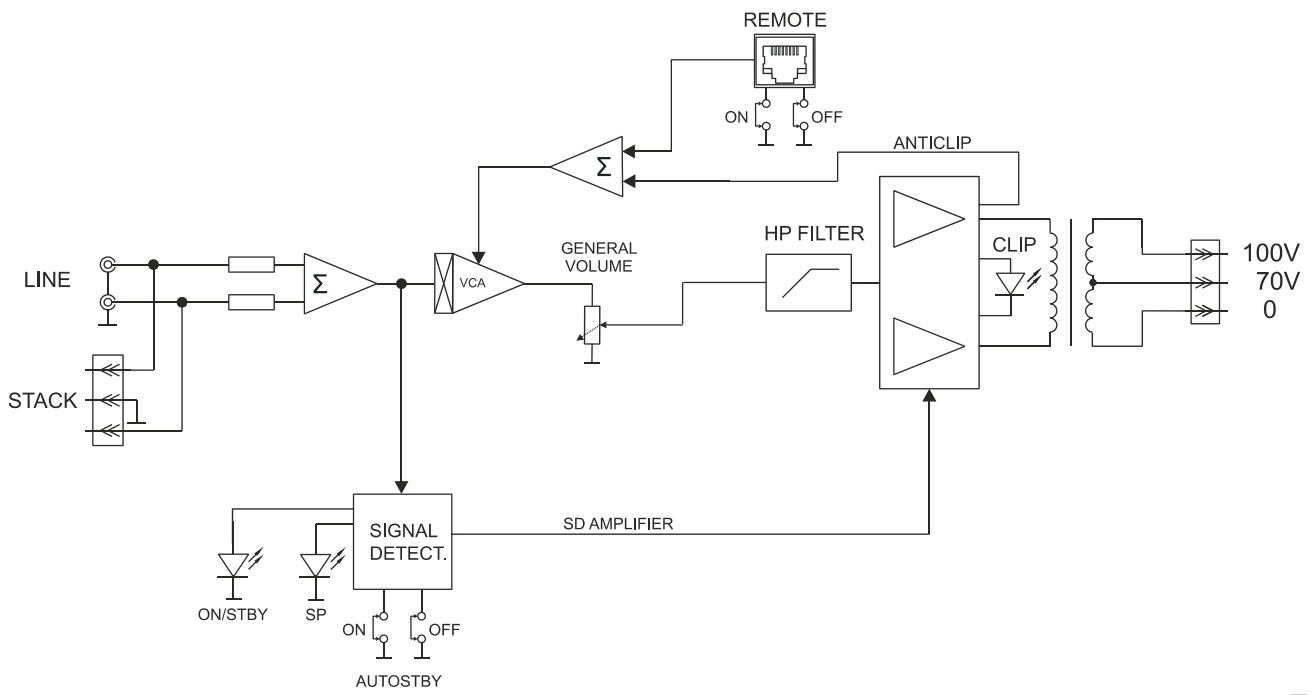 REMOTE
ON
OFF
ANTICLIP
Σ
GENERAL
VOLUME
HP FILTER
CLIP
100V
70V
0
LINE
Σ
VCA
STACK
SIGNAL
DETECT.
SD AMPLIFIER
ON/STBY
SP
ON
OFF
AUTOSTBY